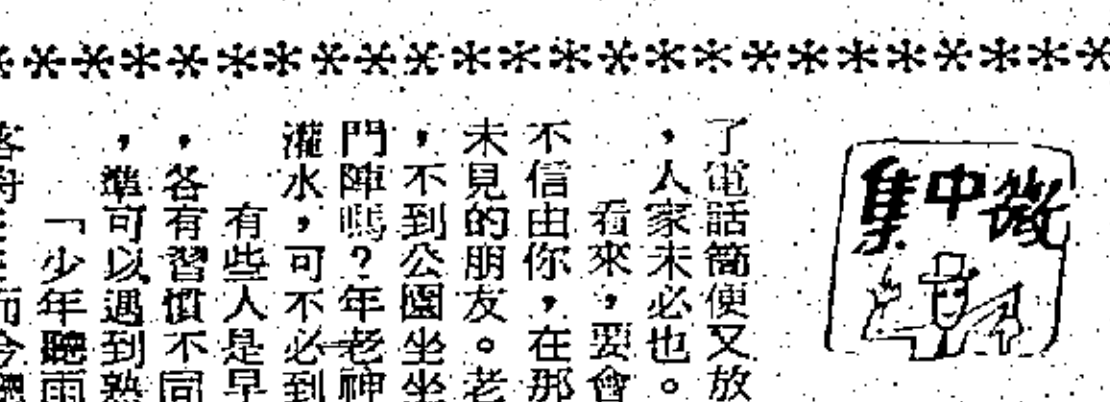 微中集
了電話簡便又放
，人家未必也。
看來，要會
不信由你，在那
未見的朋友。老
，不到公園坐坐
門陣嗎？年老神
灌水，可不必到
有些人是早
，各有習慣不同
，準可以遇到熟
「少年聽雨
而今